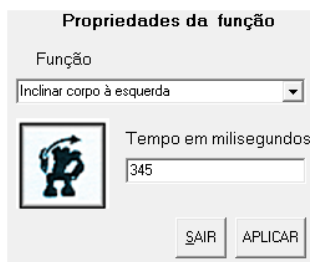 Propriedades da função
Função
Inclinar corpo à esquerda
Tempo em milisegundos
345
SAIR
APLICAR